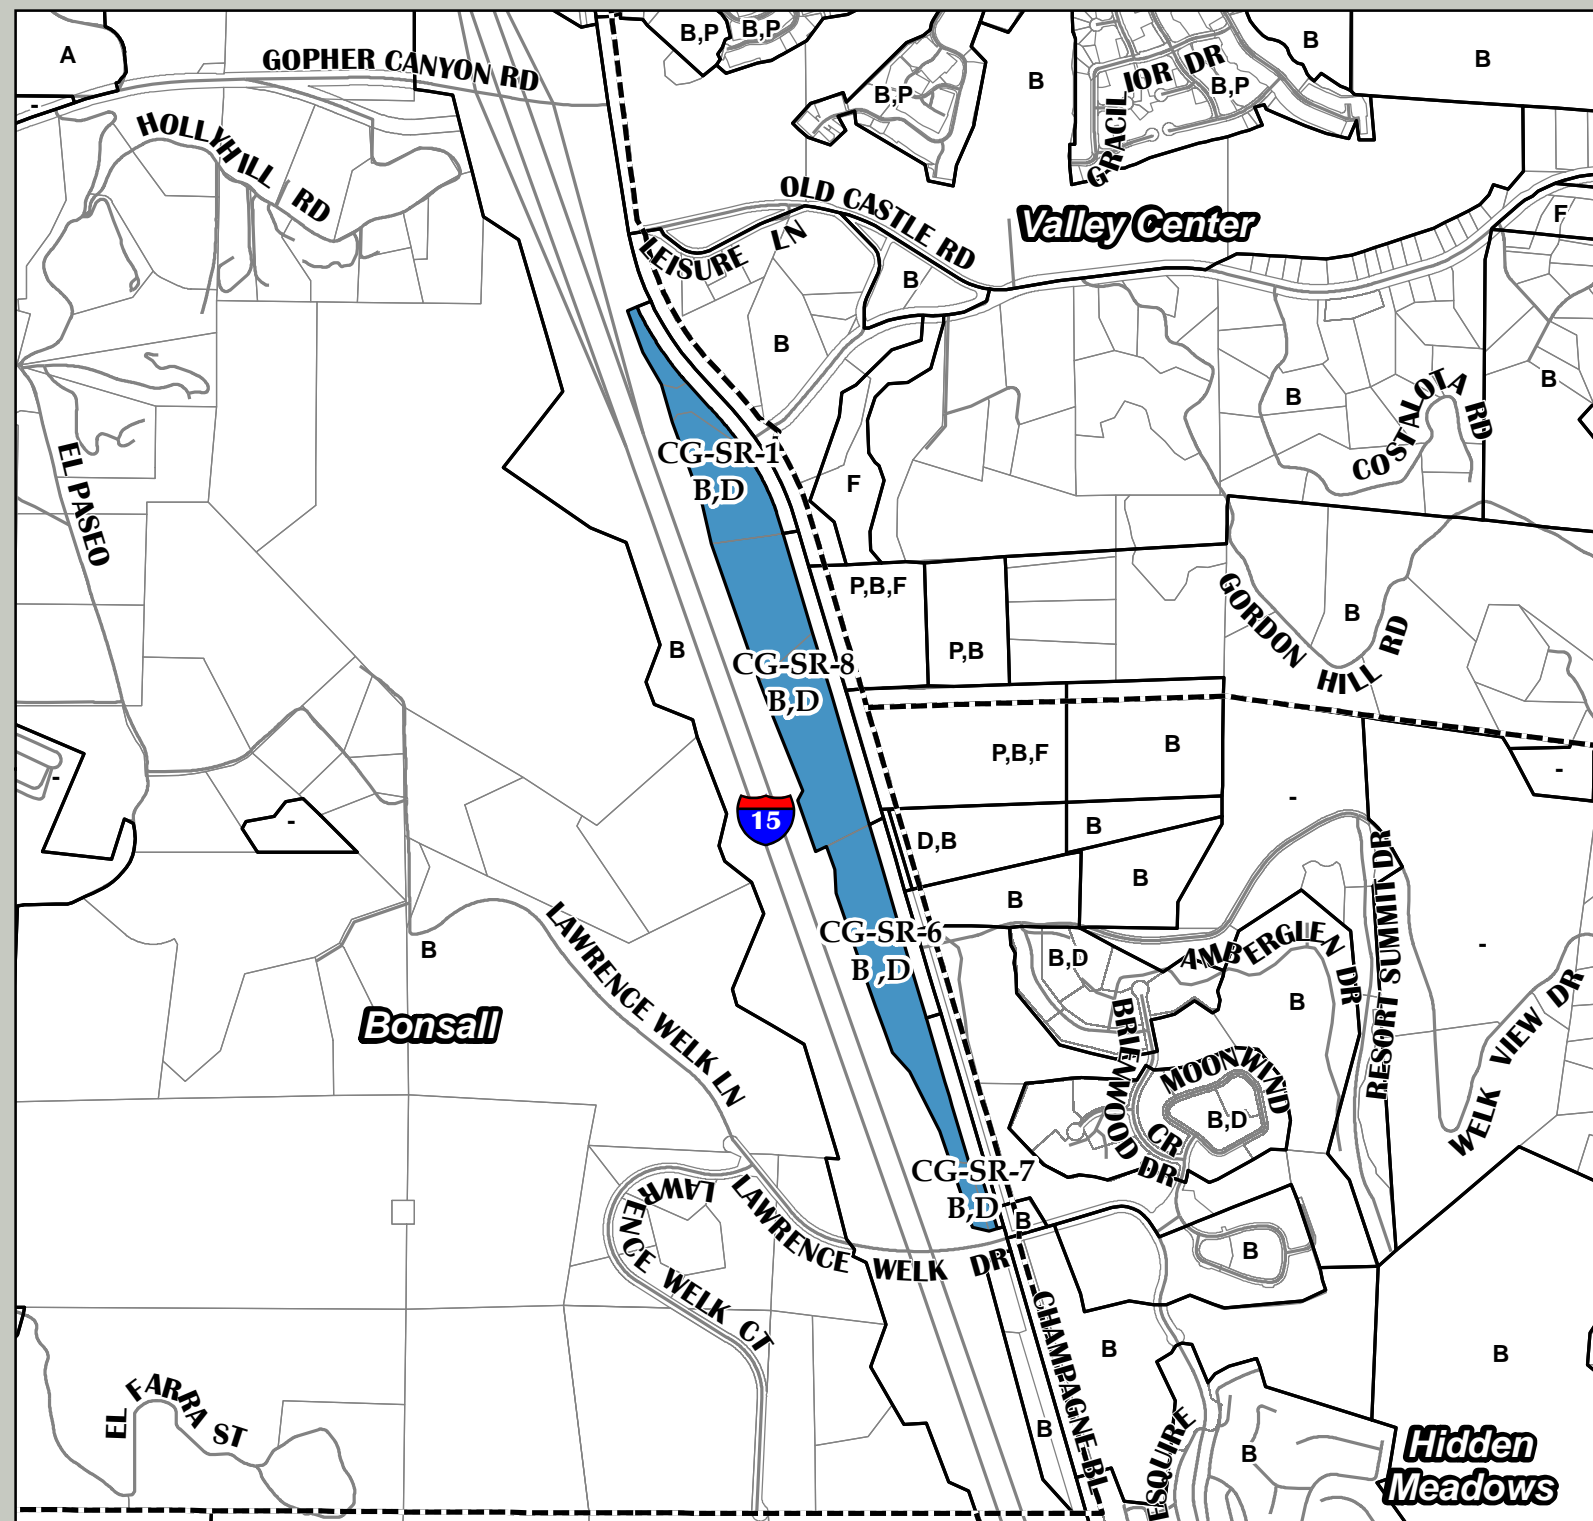 A
-
GOPHER CANYON RD
B,P
B,P
B,P
B
GRACILIOR DR
B,P
B
B
HOLLYHILL RD
OLD CASTLE RD
LEISURE LN
Valley Center
F
B
B
B
COSTALOTA RD
B
EL PASEO
CG-SR-1
B,D
F
P,B,F
P,B
GORDON HILL RD
B
B
CG-SR-8
B,D
P,B,F
B
-
-
-
-
15
D,B
B
B
B
RESORT SUMMIT DR
LAWRENCE WELK LN
B
CG-SR-6
B ,D
B,D
AMBERGLEN DR
-
B
Bonsall
BRIEMWOOD DR
MOONWIND CR
B,D
WELK VIEW DR
CG-SR-7
B,D
B
LAWRENCE WELK CT
LAWRENCE WELK DR
B
CHAMPAGNE BL
B
B
B
EL FARRA ST
ESQUIRE
B
Hidden
Meadows